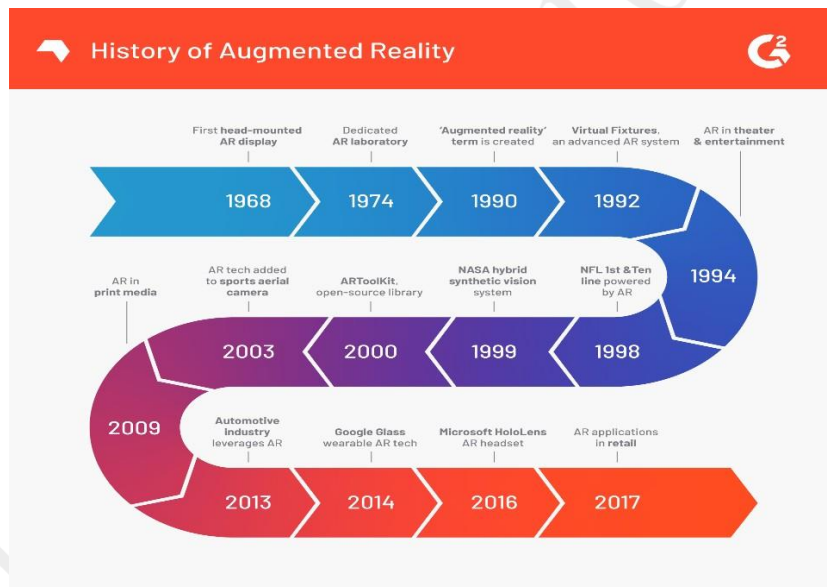 History of Augmented Reality
G2
First head-mounted
AR display
Dedicated
AR laboratory
'Augmented reality'
term is created
Virtual Fixtures,
an advanced AR system
AR in theater
& entertainment
1968
1974
1990
1992
1994
AR in
print media
AR tech added
to sports aerial
camera
ARToolKit,
open-source library
NASA hybrid
synthetic vision
system
NFL 1st &Ten
line powered
by AR
2003
2000
1999
1998
2009
Automotive
industry
leverages AR
Google Glass
wearable AR tech
Microsoft HoloLens
AR headset
AR applications
in retail
2013
2014
2016
2017